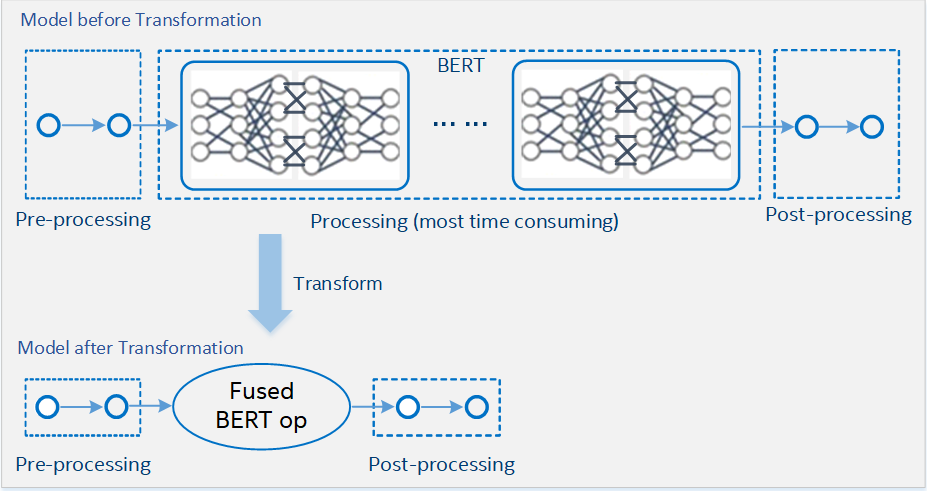 Model before Transformation
BERT
... ...
Pre-processing
Processing (most time consuming)
Post-processing
Transform
Model after Transformation
Fused
BERT op
Pre-processing
Post-processing